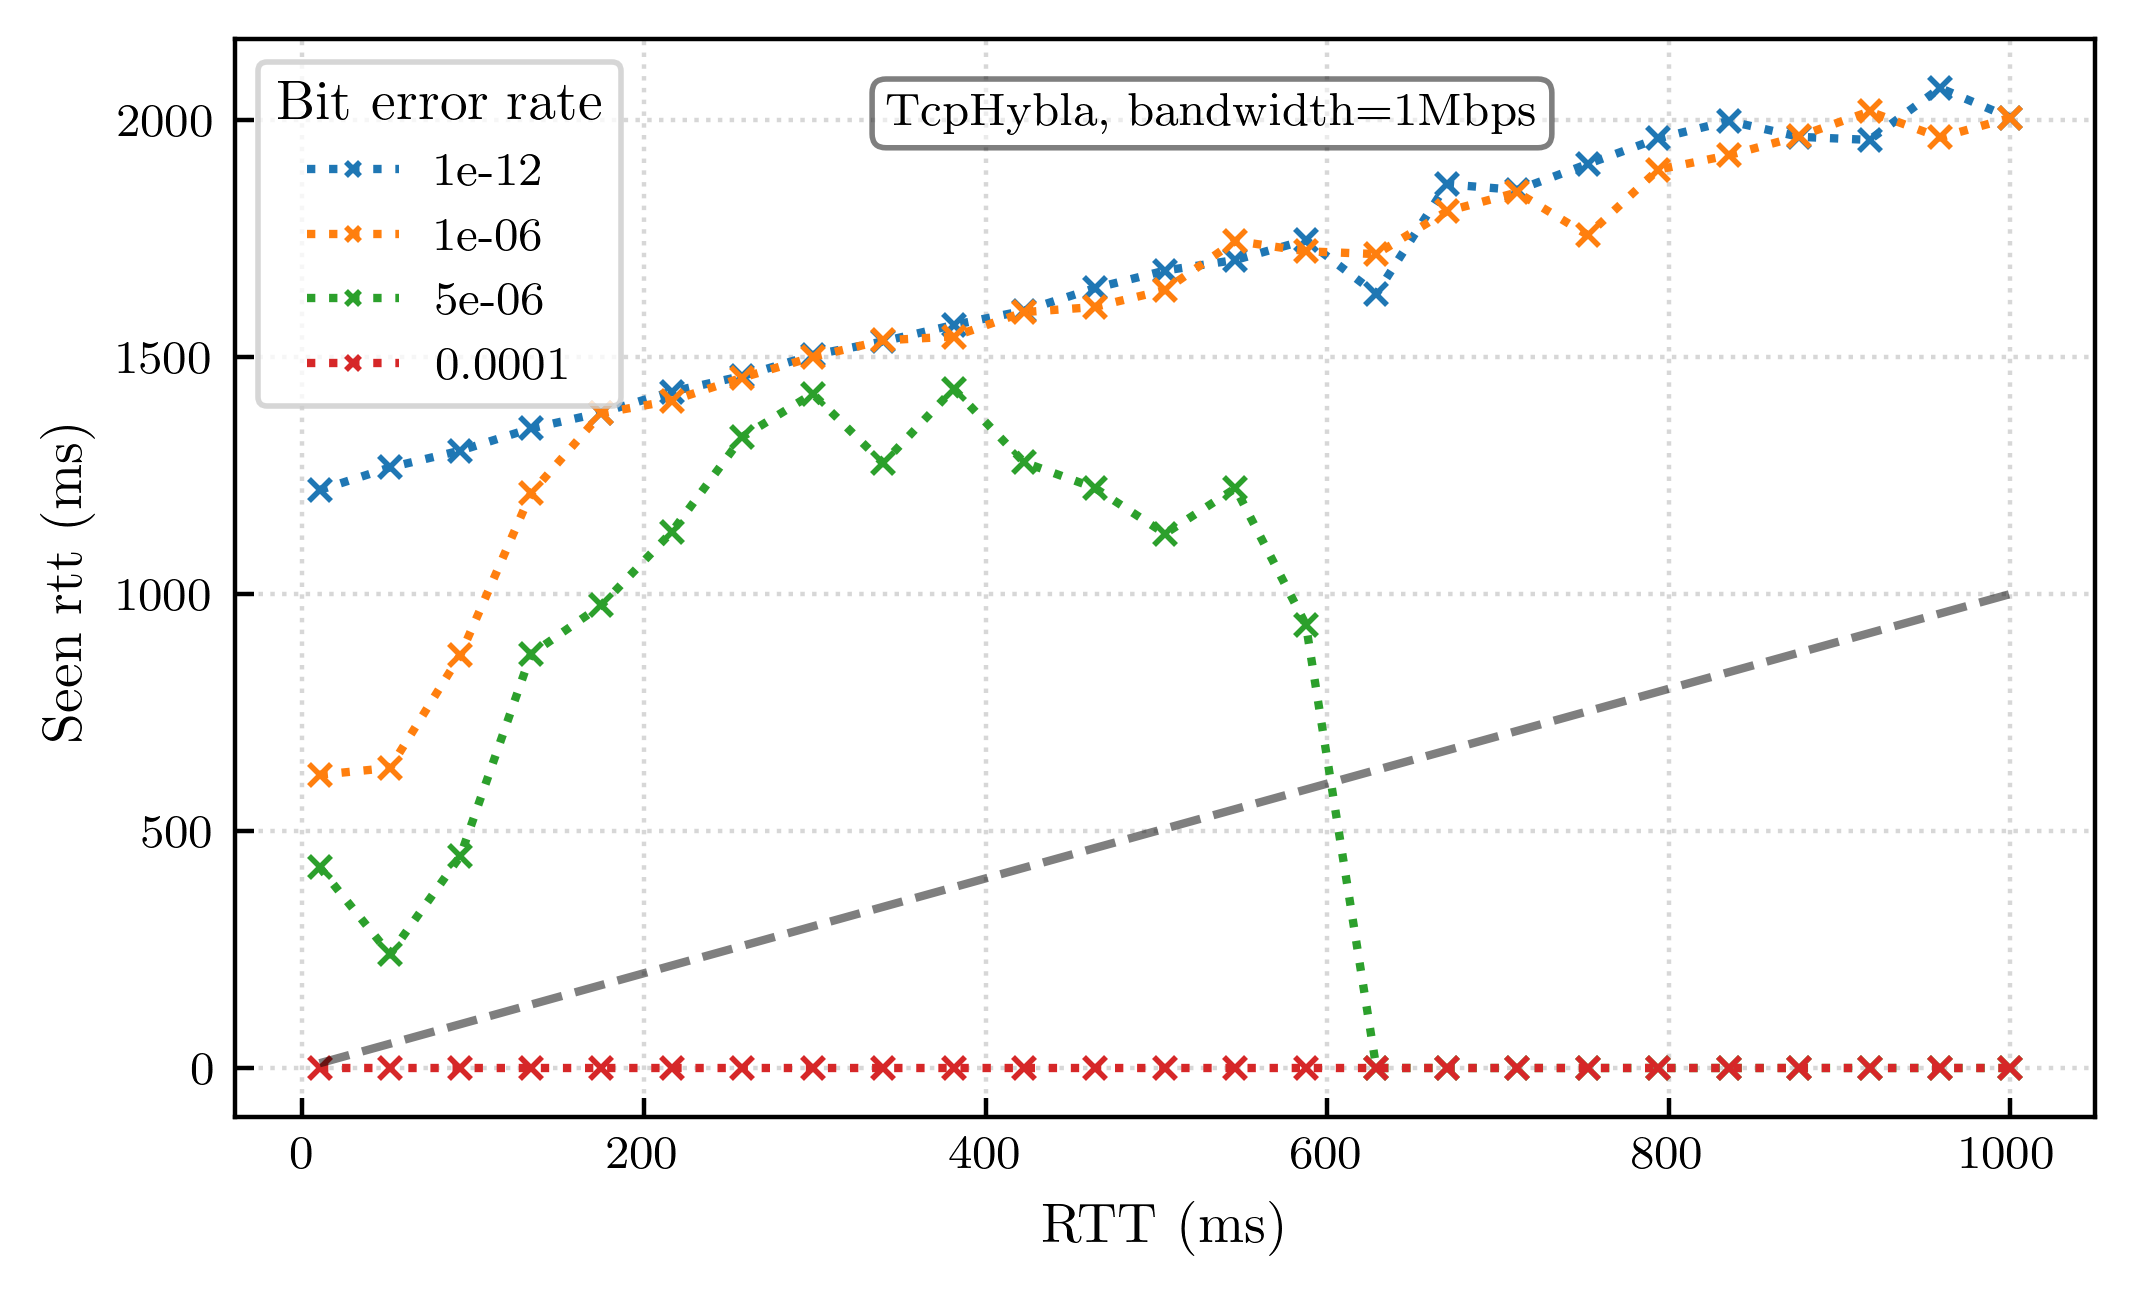 Bit error rate
1e-12
1e-06
5e-06
0.0001
TcpHybla, bandwidth=1Mbps
2000
1500
1000
500
0
Seen rtt (ms)
0 200 400 600 800 1000
RTT (ms)